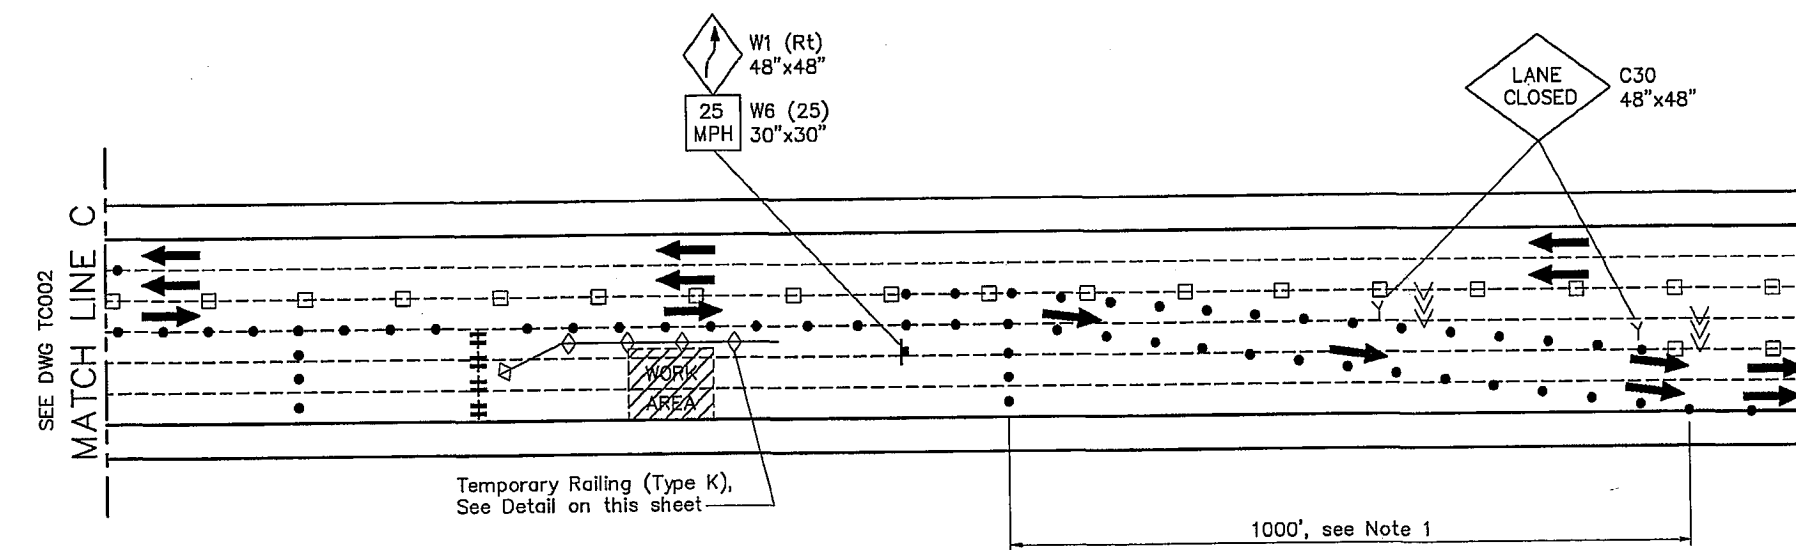 W1 (Rt)
48"x48"
25
MPH
W6 (25)
30"x30"
LANE
CLOSED
C30
48"x48"
SEE DWG TC002
MATCH LINE C
WORK
AREA
Temporary Railing (Type K),
See Detail on this sheet
1000', see Note 1